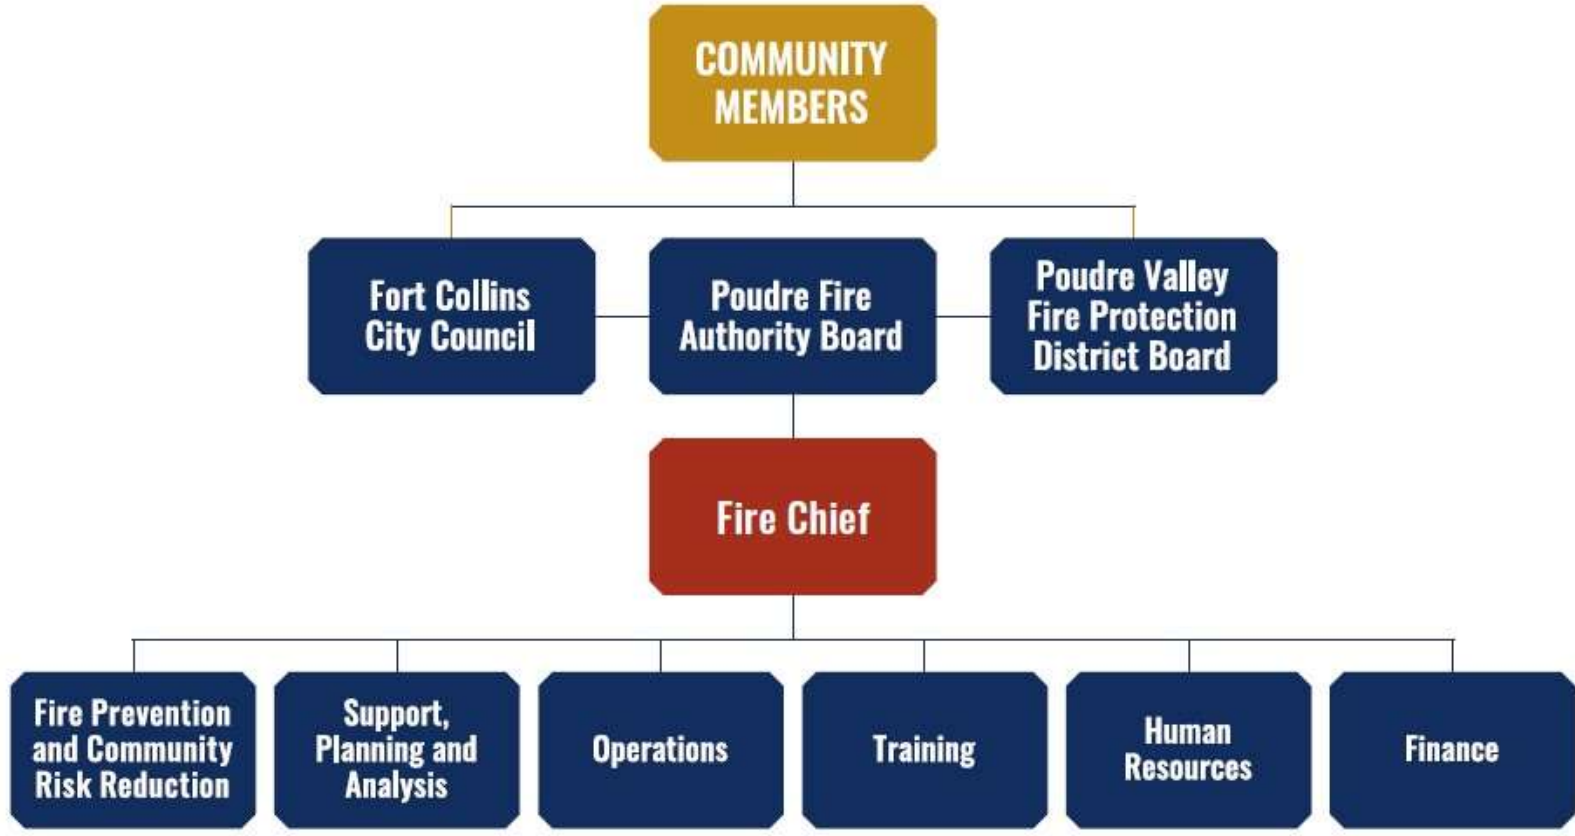 COMMUNITY
MEMBERS
Fort Collins
City Council
Poudre Fire
Authority Board
Poudre Valley
Fire Protection
District Board
Fire Chief
Fire Prevention
and Community
Risk Reduction
Support,
Planning and
Analysis
Operations
Training
Human
Resources
Finance